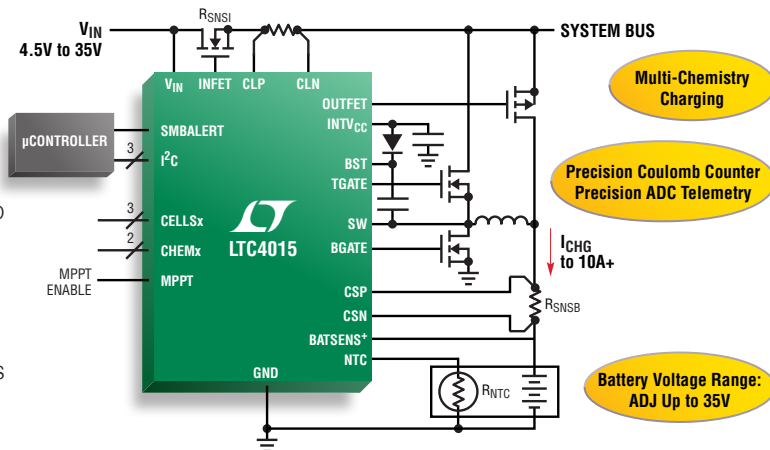 RSNSI
VIN
4.5V to 35V
SYSTEM BUS
VIN INFET CLP CLN
OUTFET
INTVCC
BST
TGATE
SW
BGATE
CSP
CSN
BATSENS+
NTC
GND
µCONTROLLER
SMBALERT
3
I2C
3
CELLSx
2
CHEMx
MPPT
ENABLE
MPPT
LTC4015
Multi-Chemistry
Charging
Precision Coulomb Counter
Precision ADC Telemetry
ICHG
to 10A+
RSNSB
RNTC
Battery Voltage Range:
ADJ Up to 35V
D
S